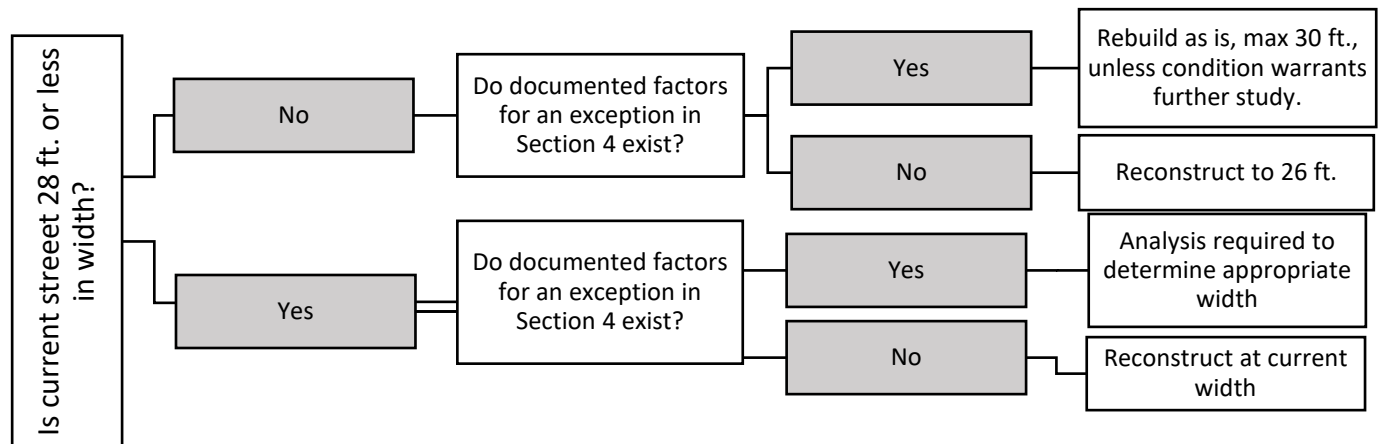 Is current streeet 28 ft. or less
in width?
No
Do documented factors
for an exception in
Section 4 exist?
Yes
Rebuild as is, max 30 ft.,
unless condition warrants
further study.
No
Reconstruct to 26 ft.
Yes
Do documented factors
for an exception in
Section 4 exist?
Yes
Analysis required to
determine appropriate
width
No
Reconstruct at current
width